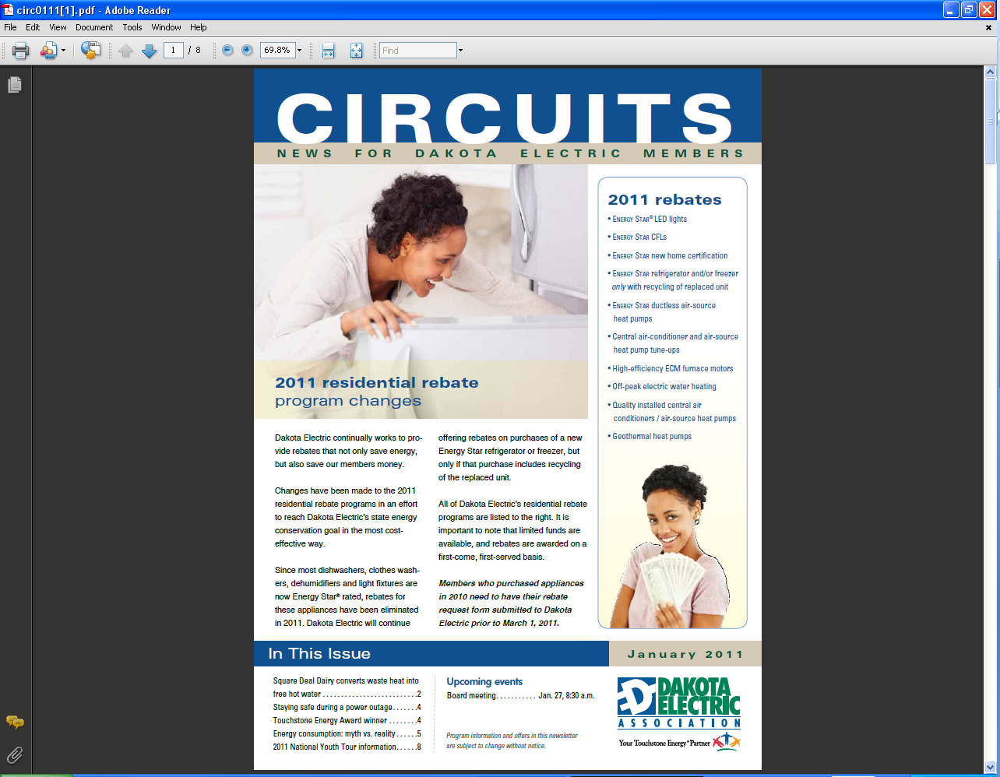 circ0111[1].pdf - Adobe Reader
File Edit View Document Tools Window Help
1 / 8 69.8% Find
CIRCUITS
NEWS FOR DAKOTA ELECTRIC MEMBERS
2011 residential rebate
program changes
Dakota Electric continually works to pro-
vide rebates that not only save energy,
but also save our members money.
Changes have been made to the 2011
residential rebate programs in an effort
to reach Dakota Electric's state energy
conservation goal in the most cost-
effective way.
Since most dishwashers, clothes wash-
ers, dehumidifiers and light fixtures are
now Energy Star® rated, rebates for
these appliances have been eliminated
in 2011. Dakota Electric will continue
offering rebates on purchases of a new
Energy Star refrigerator or freezer, but
only if that purchase includes recycling
of the replaced unit.
All of Dakota Electric's residential rebate
programs are listed to the right. It is
important to note that limited funds are
available, and rebates are awarded on a
first-come, first-served basis.
Members who purchased appliances
in 2010 need to have their rebate
request form submitted to Dakota
Electric prior to March 1, 2011.
2011 rebates
• ENERGY STAR® LED lights
• ENERGY STAR CFLs
• ENERGY STAR new home certification
• ENERGY STAR refrigerator and/or freezer
only with recycling of replaced unit
• ENERGY STAR ductless air-source
heat pumps
• Central air-conditioner and air-source
heat pump tune-ups
• High-efficiency ECM furnace motors
• Off-peak electric water heating
• Quality installed central air
conditioners / air-source heat pumps
• Geothermal heat pumps
In This Issue
January 2011
Square Deal Dairy converts waste heat into
free hot water . . . . . . . . . . . . . . . . . . . . . . . . .2
Staying safe during a power outage. . . . . . .4
Touchstone Energy Award winner . . . . . . . .4
Energy consumption: myth vs. reality . . . . . .5
2011 National Youth Tour information. . . . . .8
Upcoming events
Board meeting. . . . . . . . . . . Jan. 27, 8:30 a.m.
Program information and offers in this newsletter
are subject to change without notice.
DAKOTA
ELECTRIC
ASSOCIATION
Your Touchstone Energy® Partner